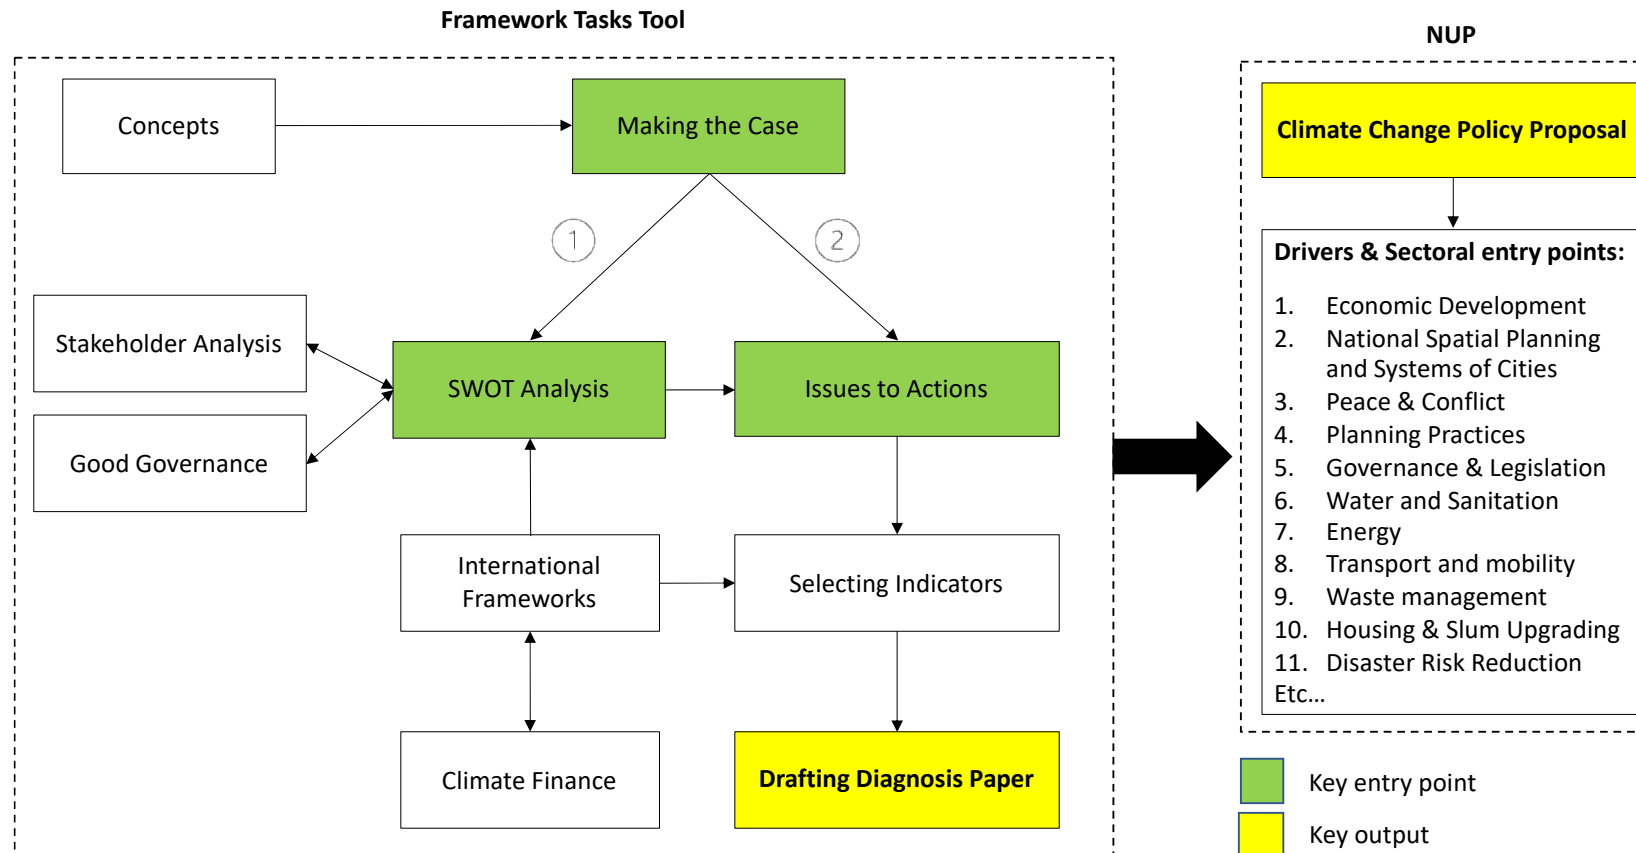 Framework Tasks Tool
NUP
Concepts
Making the Case
1
2
Stakeholder Analysis
Good Governance
SWOT Analysis
Issues to Actions
International
Frameworks
Selecting Indicators
Climate Finance
Drafting Diagnosis Paper
Climate Change Policy Proposal
Drivers & Sectoral entry points:
1. Economic Development
2. National Spatial Planning
and Systems of Cities
3. Peace & Conflict
4. Planning Practices
5. Governance & Legislation
6. Water and Sanitation
7. Energy
8. Transport and mobility
9. Waste management
10. Housing & Slum Upgrading
11. Disaster Risk Reduction
Etc...
Key entry point
Key output